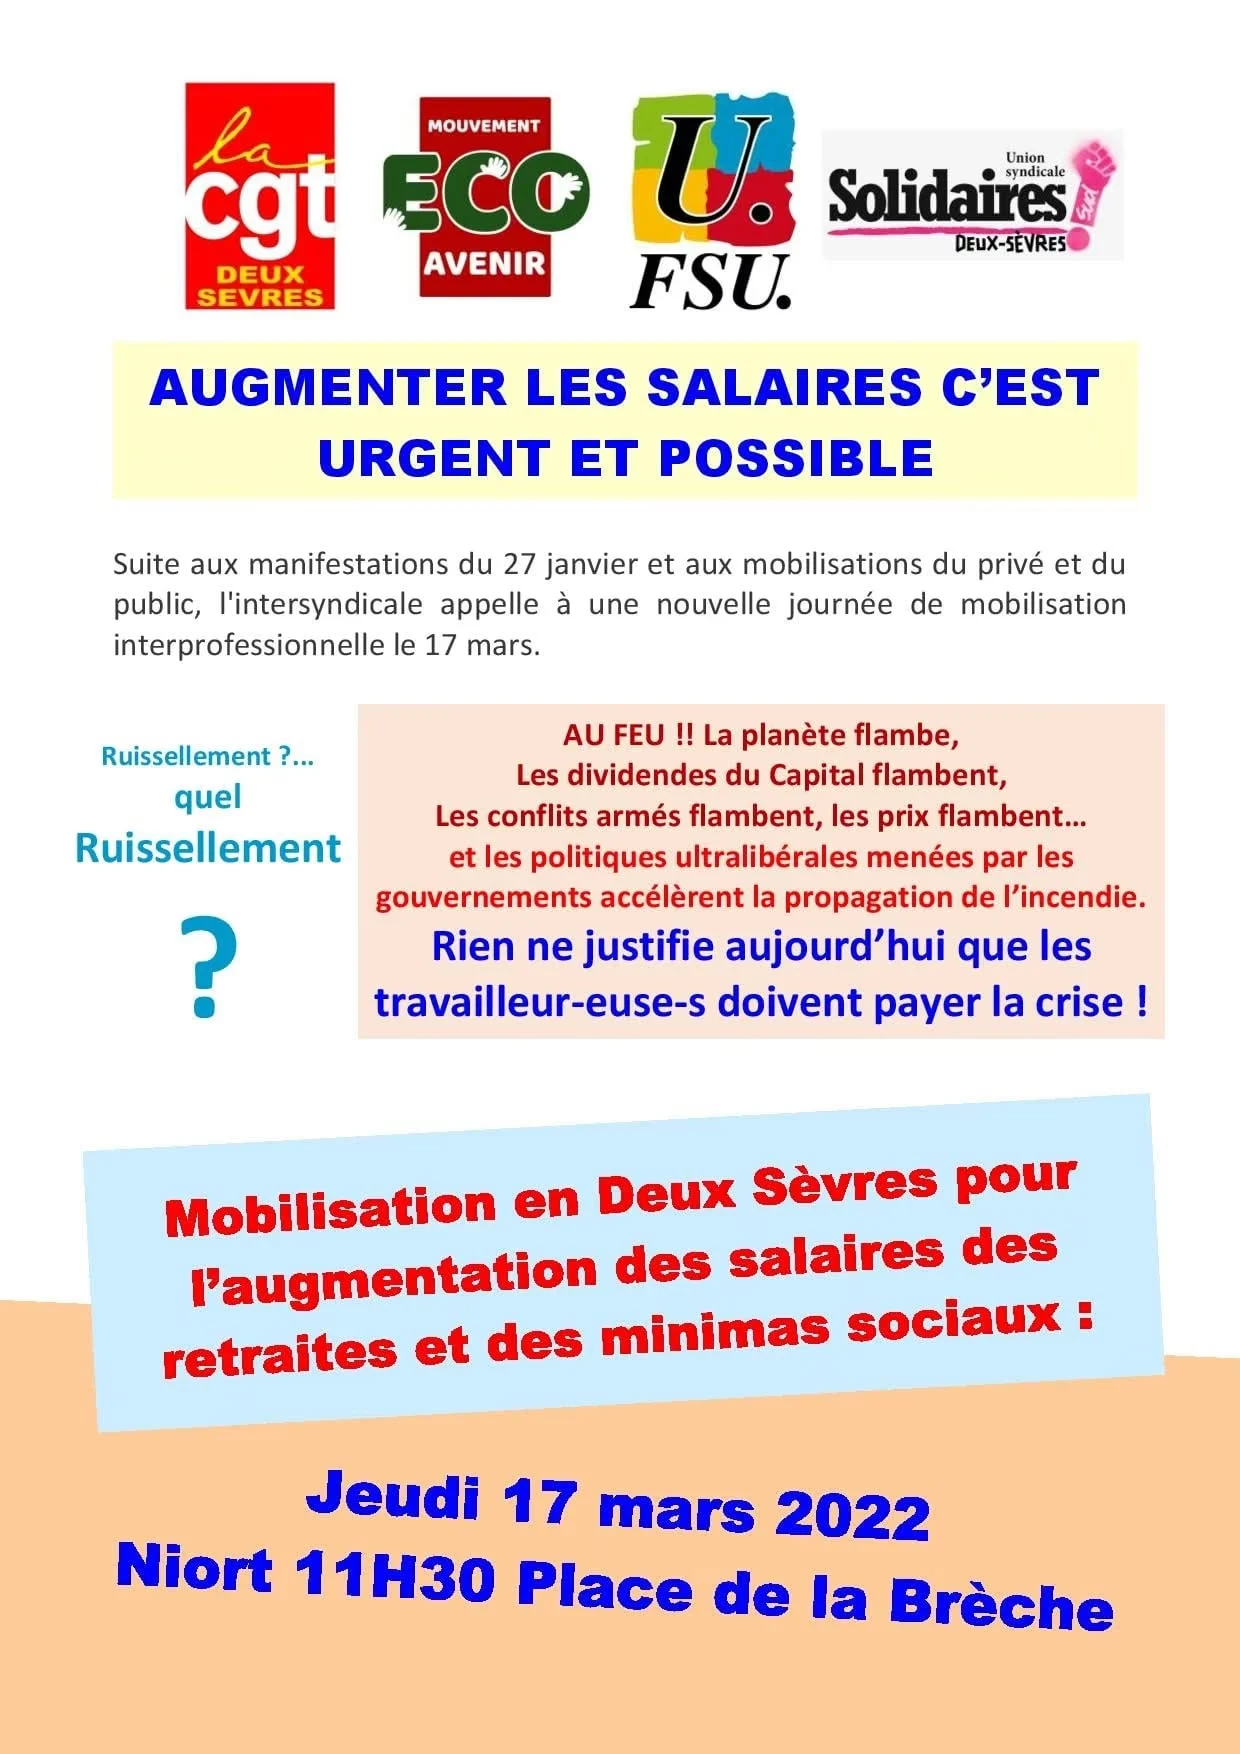 la
cgt
DEUX
SEVRES
MOUVEMENT
ECO
AVENIR
U.
FSU.
Union
syndicale
Solidaires
Sud
DEUX-SÈVRES
AUGMENTER LES SALAIRES C’EST
URGENT ET POSSIBLE
Suite aux manifestations du 27 janvier et aux mobilisations du privé et du
public, l'intersyndicale appelle à une nouvelle journée de mobilisation
interprofessionnelle le 17 mars.
Ruissellement ?...
quel
Ruissellement
?
AU FEU !! La planète flambe,
Les dividendes du Capital flambent,
Les conflits armés flambent, les prix flambent…
et les politiques ultralibérales menées par les
gouvernements accélèrent la propagation de l’incendie.
Rien ne justifie aujourd’hui que les
travailleur-euse-s doivent payer la crise !
Mobilisation en Deux Sèvres pour
l’augmentation des salaires des
retraites et des minimas sociaux :
Jeudi 17 mars 2022
Niort 11H30 Place de la Brèche